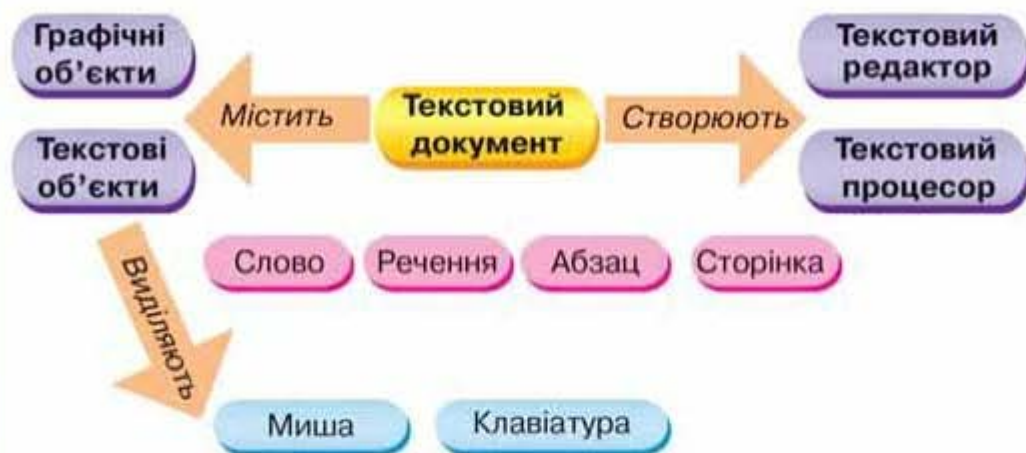 Графічні
об’єкти
Містить
Текстовий
документ
Створюють
Текстовий
редактор
Текстові
об’єкти
Текстовий
процесор
Виділяють
Слово
Речення
Абзац
Сторінка
Миша
Клавіатура